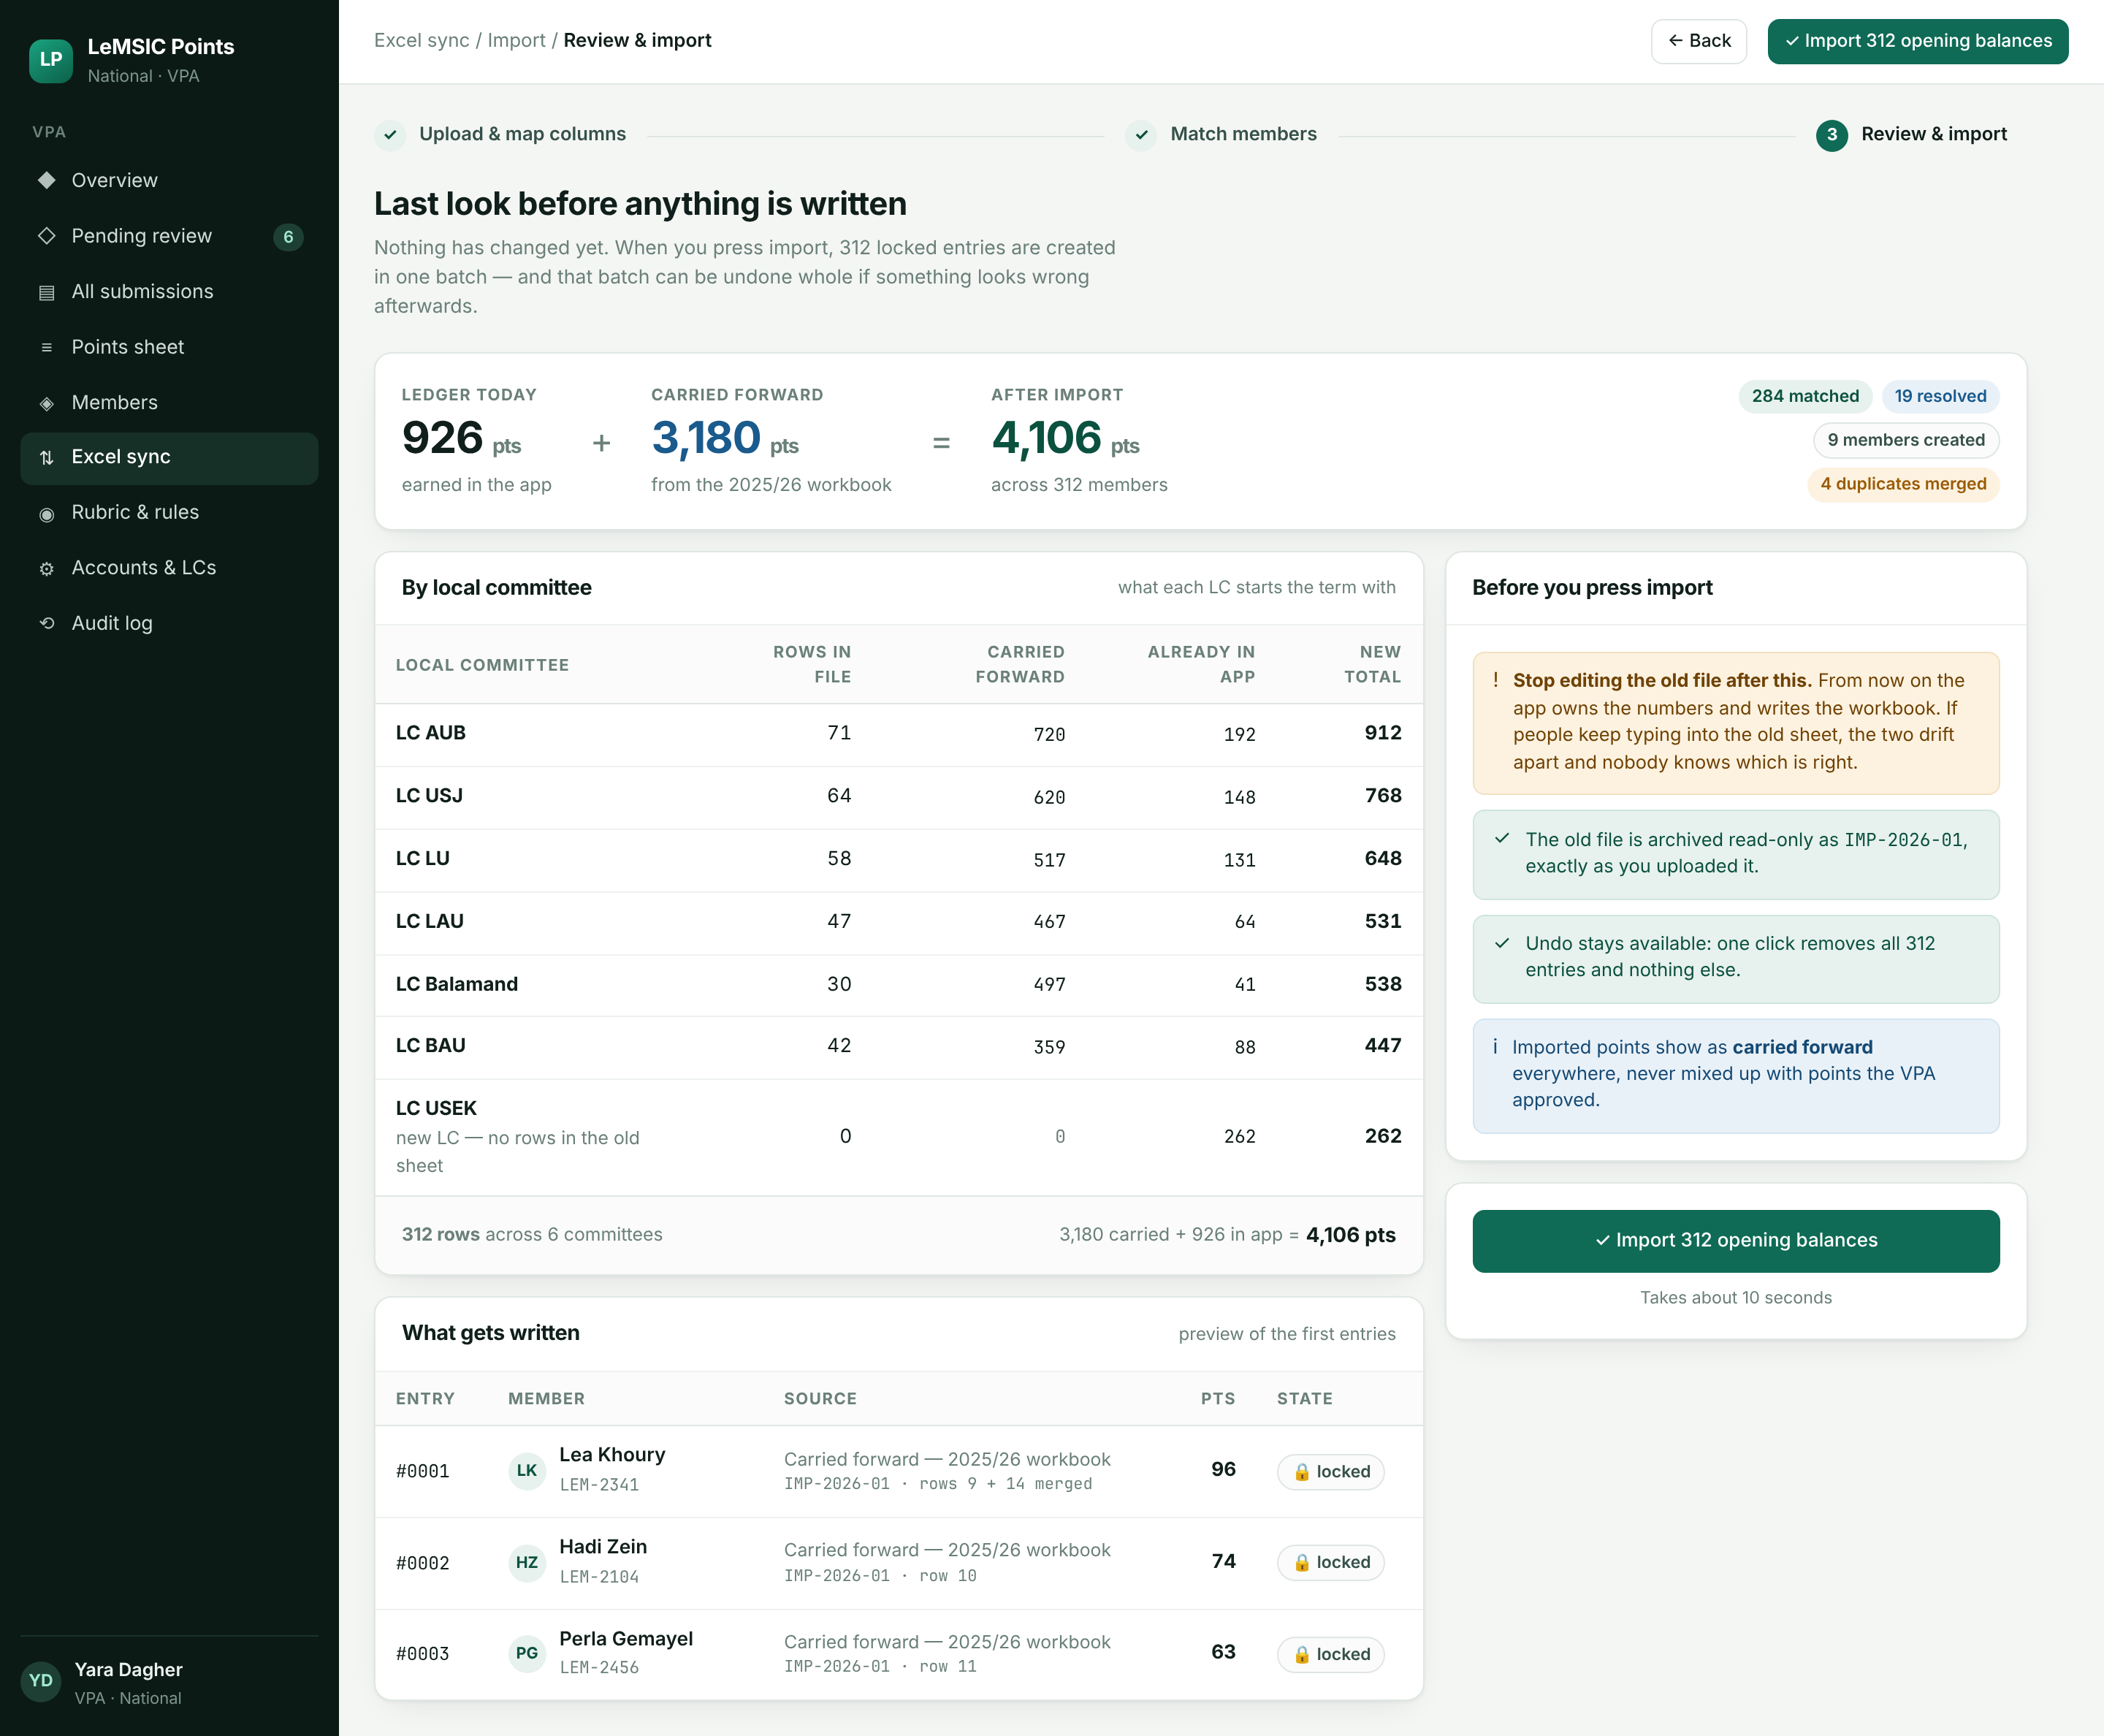 LP
LeMSIC Points
National · VPA
VPA
Overview
Pending review 6
All submissions
Points sheet
Members
Excel sync
Rubric & rules
Accounts & LCs
Audit log
YD
Yara Dagher
VPA · National
Excel sync / Import / Review & import
← Back
✓ Import 312 opening balances
✓ Upload & map columns
✓ Match members
3 Review & import
Last look before anything is written
Nothing has changed yet. When you press import, 312 locked entries are created
in one batch — and that batch can be undone whole if something looks wrong
afterwards.
LEDGER TODAY
926 pts
earned in the app
+
CARRIED FORWARD
3,180 pts
from the 2025/26 workbook
=
AFTER IMPORT
4,106 pts
across 312 members
284 matched
19 resolved
9 members created
4 duplicates merged
By local committee
what each LC starts the term with
LOCAL COMMITTEE
ROWS IN
FILE
CARRIED
FORWARD
ALREADY IN
APP
NEW
TOTAL
LC AUB 71 720 192 912
LC USJ 64 620 148 768
LC LU 58 517 131 648
LC LAU 47 467 64 531
LC Balamand 30 497 41 538
LC BAU 42 359 88 447
LC USEK
new LC — no rows in the old
sheet
0 0 262 262
312 rows across 6 committees
3,180 carried + 926 in app = 4,106 pts
What gets written
preview of the first entries
ENTRY MEMBER SOURCE PTS STATE
#0001 LK
Lea Khoury
LEM-2341
Carried forward — 2025/26 workbook
IMP-2026-01 · rows 9 + 14 merged
96 🔒 locked
#0002 HZ
Hadi Zein
LEM-2104
Carried forward — 2025/26 workbook
IMP-2026-01 · row 10
74 🔒 locked
#0003 PG
Perla Gemayel
LEM-2456
Carried forward — 2025/26 workbook
IMP-2026-01 · row 11
63 🔒 locked
Before you press import
! Stop editing the old file after this. From now on the
app owns the numbers and writes the workbook. If
people keep typing into the old sheet, the two drift
apart and nobody knows which is right.
✓ The old file is archived read-only as IMP-2026-01,
exactly as you uploaded it.
✓ Undo stays available: one click removes all 312
entries and nothing else.
i Imported points show as carried forward
everywhere, never mixed up with points the VPA
approved.
✓ Import 312 opening balances
Takes about 10 seconds